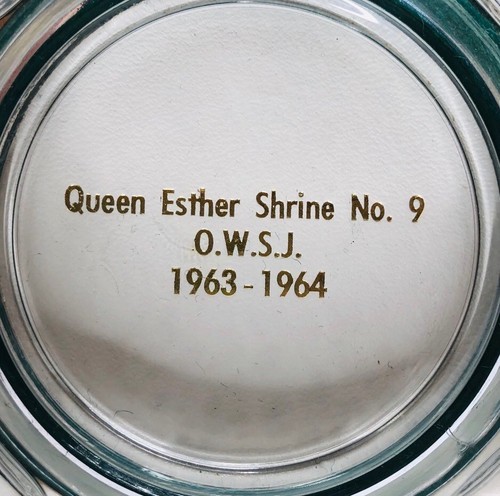 Queen Esther Shrine No. 9
O.W.S.J.
1963-1964